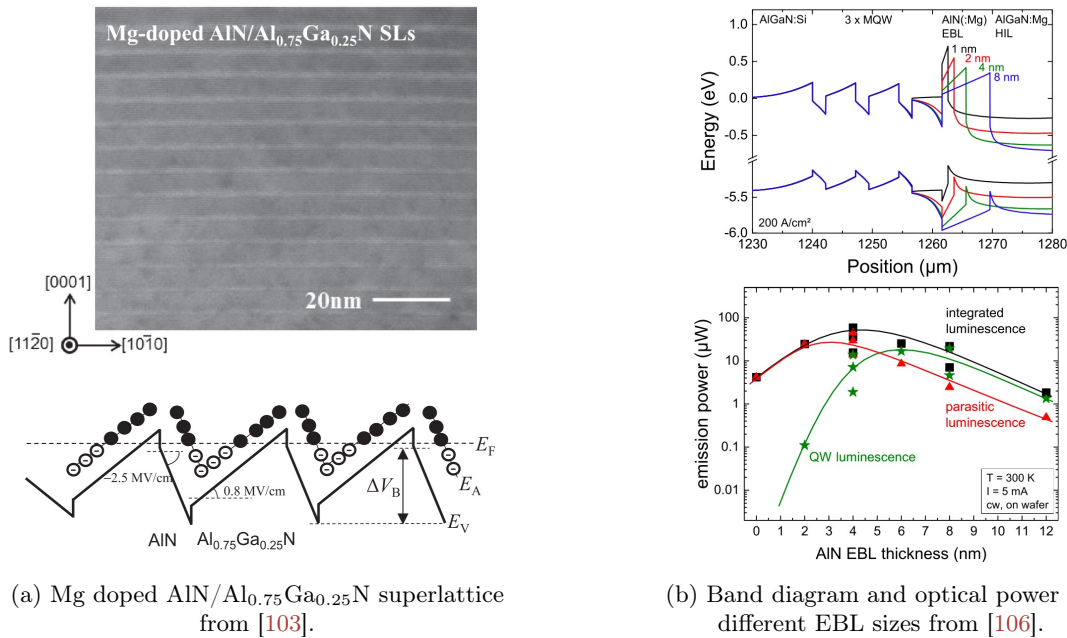 Mg-doped AlN/Al0.75Ga0.25N SLs
20nm
[0001]
[112̄0]
[101̄0]
EF
−2.5 MV/cm
0.8 MV/cm
ΔVB
EA
EV
AlN
Al0.75Ga0.25N
(a) Mg doped AlN/Al0.75Ga0.25N superlattice
from [103].
(b)
AlGaN:Si
3 x MQW
AlN(:Mg)
EBL
AlGaN:Mg
HIL
1 nm
2 nm
4 nm
8 nm
1.0
0.5
0.0
-0.5
-5.5
-6.0
Energy (eV)
200 A/cm²
1230
1240
1250
1260
1270
1280
Position (µm)
100
10
1
0.1
0.01
emission power (µW)
integrated
luminescence
parasitic
luminescence
QW luminescence
T = 300 K
I = 5 mA
cw, on wafer
0
1
2
3
4
5
6
7
8
9
10
11
12
AlN EBL thickness (nm)
(b) Band diagram and optical power
different EBL sizes from [106].